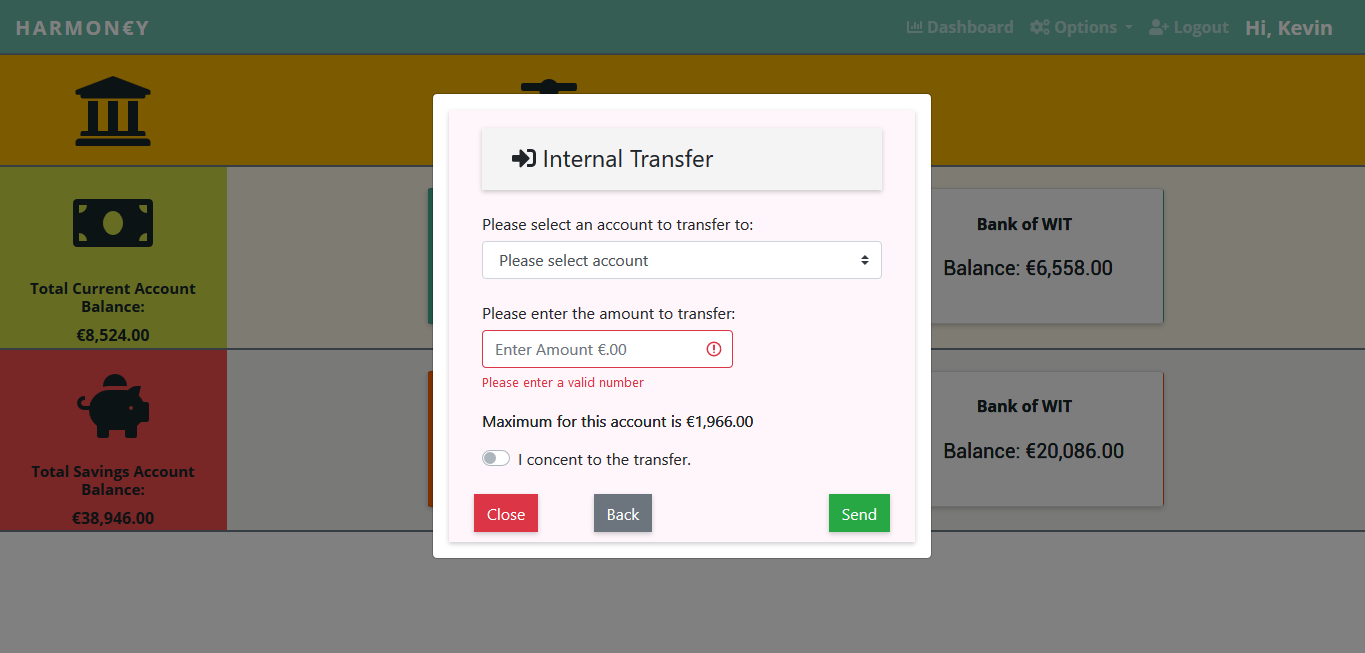 HARMON€Y
Dashboard
Options
Logout
Hi, Kevin
Total Current Account
Balance:
€8,524.00
Bank of WIT
Balance: €6,558.00
Total Savings Account
Balance:
€38,946.00
Bank of WIT
Balance: €20,086.00
Internal Transfer
Please select an account to transfer to:
Please select account
Please enter the amount to transfer:
Enter Amount €.00
Please enter a valid number
Maximum for this account is €1,966.00
I concent to the transfer.
Close
Back
Send